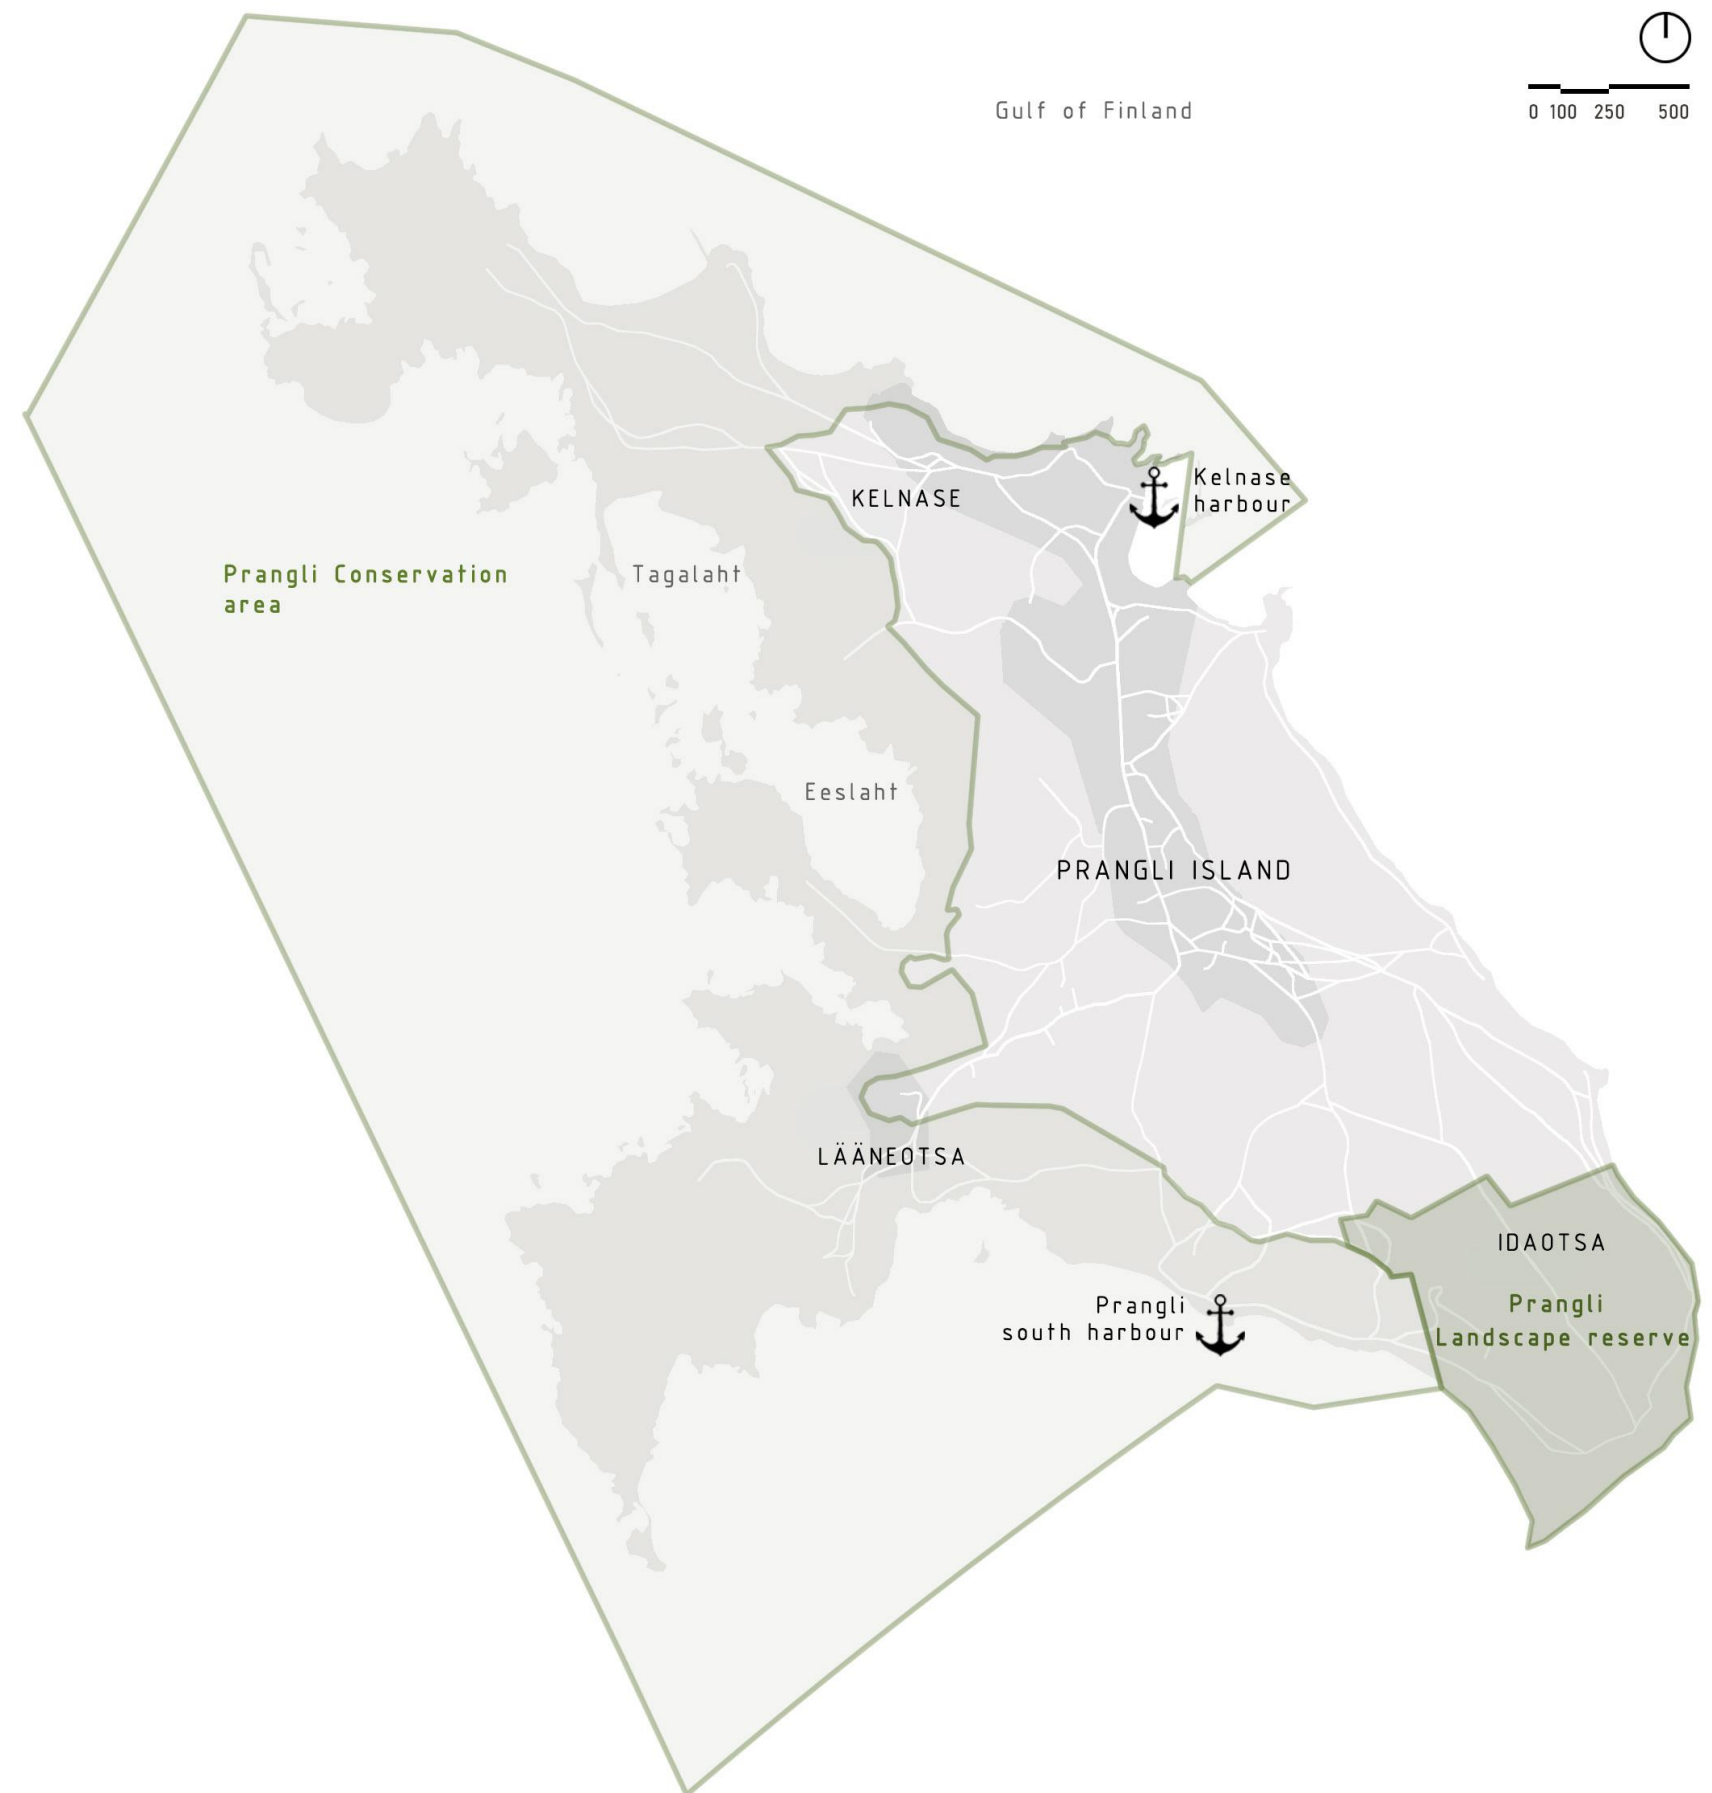 Gulf of Finland
0 100 250 500
KELNASE
Kelnase
harbour
Prangli Conservation
area
Tagalaht
Eeslaht
PRANGLI ISLAND
LÄÄNEOTSA
IDAOTSA
Prangli
south harbour
Prangli
Landscape reserve